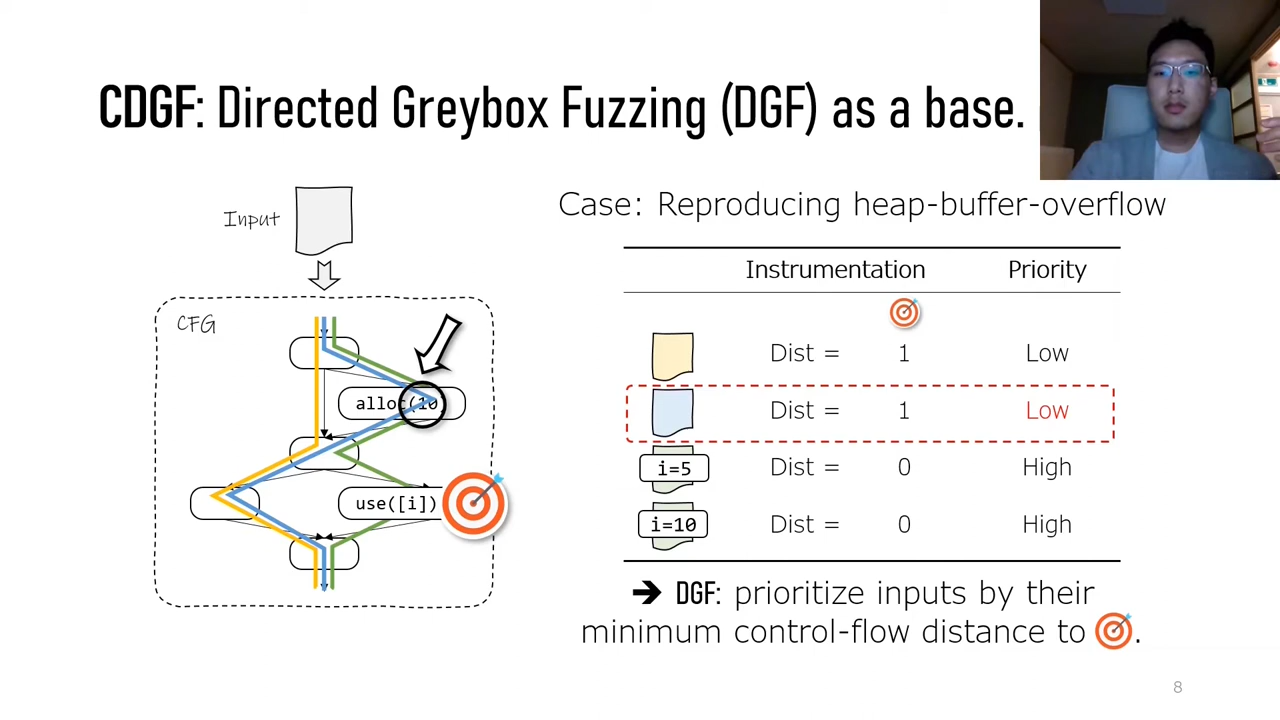 CDGF: Directed Greybox Fuzzing (DGF) as a base.
Input
CFG
alloc(10)
use([i])
Case: Reproducing heap-buffer-overflow
Instrumentation Priority
Dist = 1 Low
Dist = 1 Low
i=5 Dist = 0 High
i=10 Dist = 0 High
➔ DGF: prioritize inputs by their
minimum control-flow distance to .
8